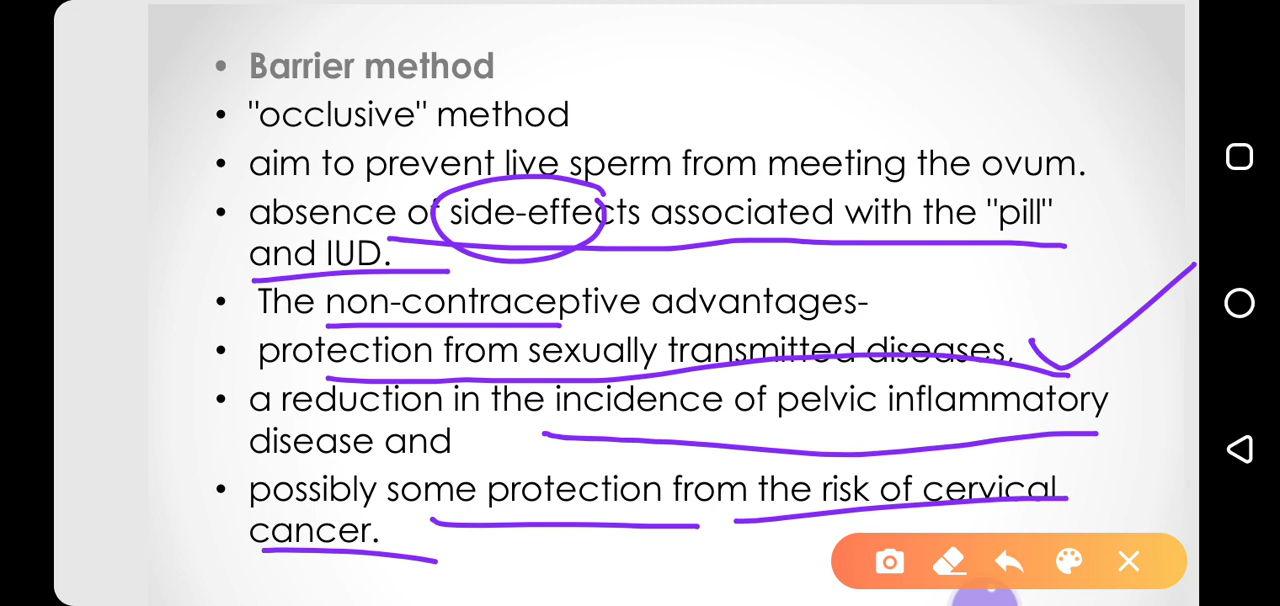 • Barrier method
• "occlusive" method
• aim to prevent live sperm from meeting the ovum.
• absence of side-effects associated with the "pill"
and IUD.
• The non-contraceptive advantages-
• protection from sexually transmitted diseases,
• a reduction in the incidence of pelvic inflammatory
disease and
• possibly some protection from the risk of cervical
cancer.